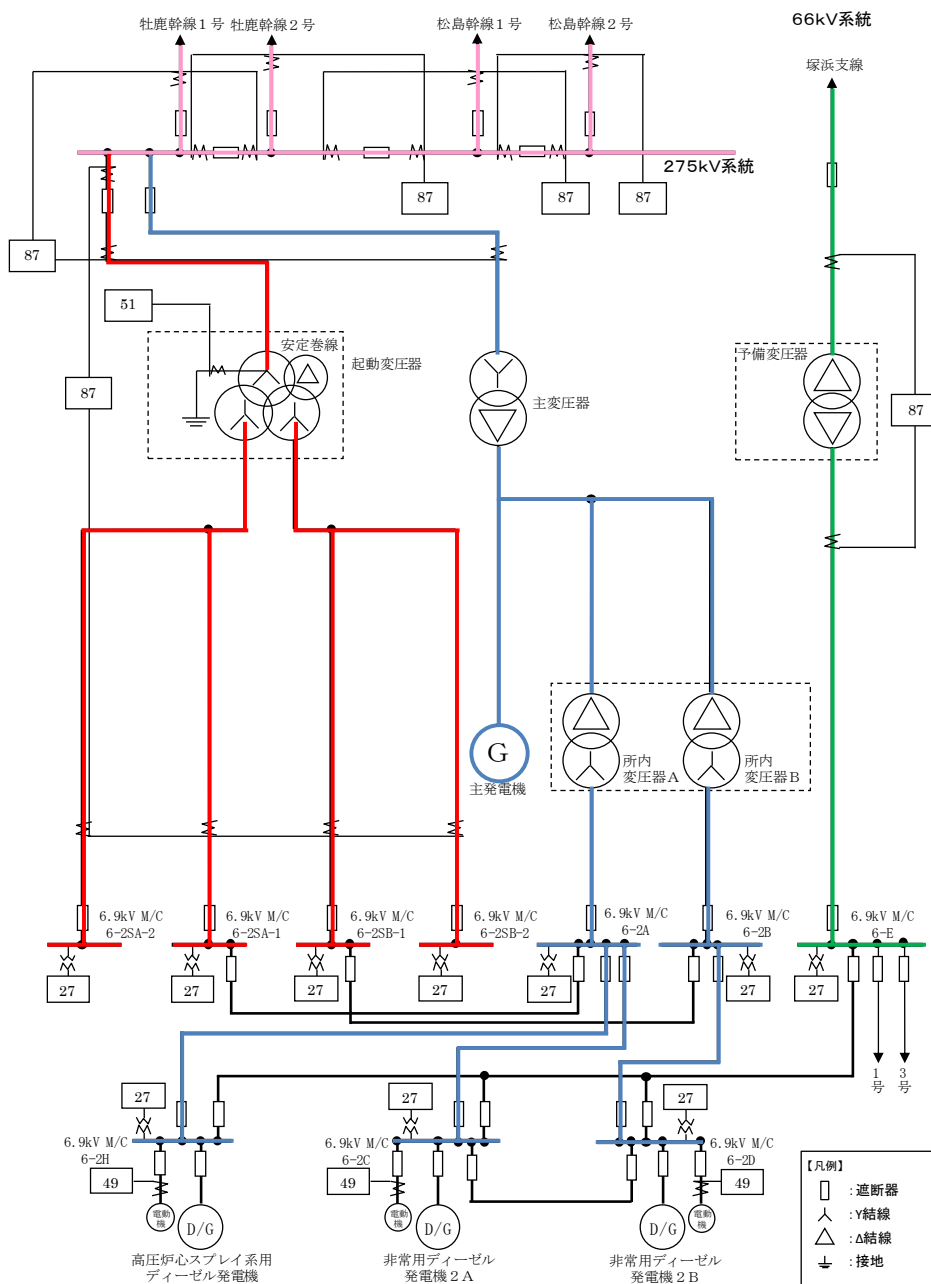 66kV系統
牡鹿幹線1号
牡鹿幹線2号
松島幹線1号
松島幹線2号
塚浜支線
275kV系統
87
87
87
87
51
安定巻線
起動変圧器
87
主変圧器
予備変圧器
87
G
主発電機
所内
変圧器A
所内
変圧器B
6.9kV M/C
6-2SA-2
6.9kV M/C
6-2SA-1
6.9kV M/C
6-2SB-1
6.9kV M/C
6-2SB-2
6.9kV M/C
6-2A
6.9kV M/C
6-2B
6.9kV M/C
6-E
27
27
27
27
27
27
27
1号
3号
27
27
27
6.9kV M/C
6-2H
6.9kV M/C
6-2C
6.9kV M/C
6-2D
49
49
49
電動機
D/G
電動機
D/G
D/G
電動機
高圧炉心スプレイ系用
ディーゼル発電機
非常用ディーゼル
発電機2A
非常用ディーゼル
発電機2B
【凡例】
:遮断器
:Y結線
:Δ結線
:接地